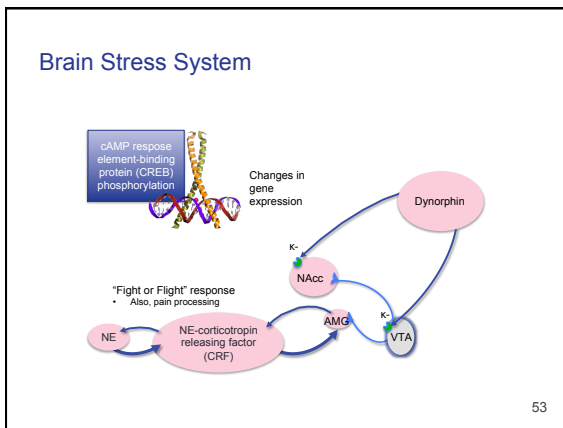 Brain Stress System
cAMP respose
element-binding
protein (CREB)
phosphorylation
Changes in
gene
expression
Dynorphin
κ-
NAcc
"Fight or Flight" response
• Also, pain processing
κ-
AMG
VTA
NE
NE-corticotropin
releasing factor
(CRF)
53